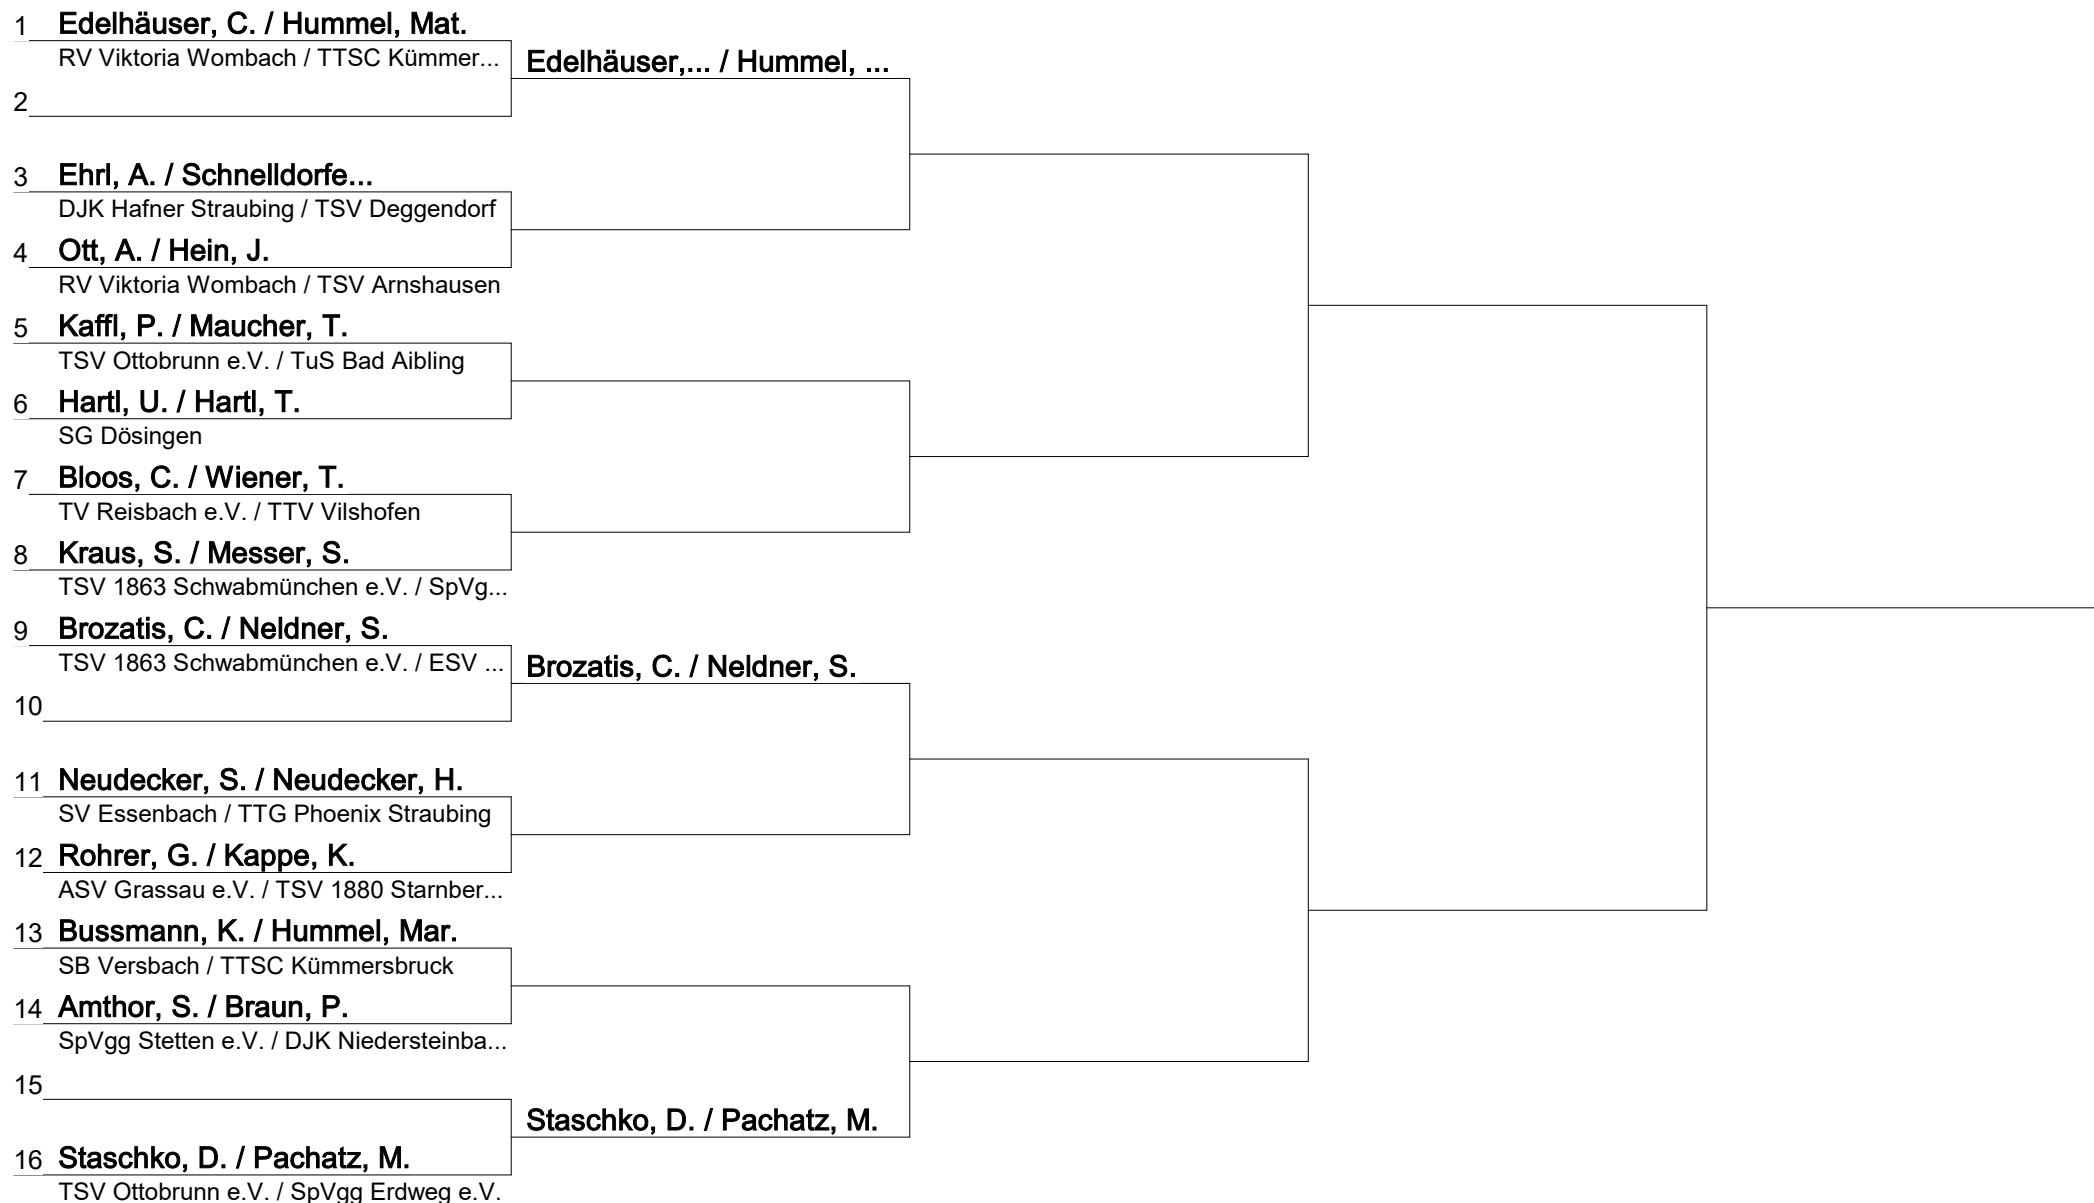 1 Edelhäuser, C. / Hummel, Mat.
RV Viktoria Wombach / TTSC Kümmer...
Edelhäuser,... / Hummel, ...
2
3 Ehrl, A. / Schnelldorfe...
DJK Hafner Straubing / TSV Deggendorf
4 Ott, A. / Hein, J.
RV Viktoria Wombach / TSV Arnshausen
5 Kaffl, P. / Maucher, T.
TSV Ottobrunn e.V. / TuS Bad Aibling
6 Hartl, U. / Hartl, T.
SG Dösingen
7 Bloos, C. / Wiener, T.
TV Reisbach e.V. / TTV Vilshofen
8 Kraus, S. / Messer, S.
TSV 1863 Schwabmünchen e.V. / SpVg...
9 Brozatis, C. / Neldner, S.
TSV 1863 Schwabmünchen e.V. / ESV ...
Brozatis, C. / Neldner, S.
10
11 Neudecker, S. / Neudecker, H.
SV Essenbach / TTG Phoenix Straubing
12 Rohrer, G. / Kappe, K.
ASV Grassau e.V. / TSV 1880 Starnber...
13 Bussmann, K. / Hummel, Mar.
SB Versbach / TTSC Kümmersbruck
14 Amthor, S. / Braun, P.
SpVgg Stetten e.V. / DJK Niedersteinba...
15
Staschko, D. / Pachatz, M.
16 Staschko, D. / Pachatz, M.
TSV Ottobrunn e.V. / SpVgg Erdweg e.V.